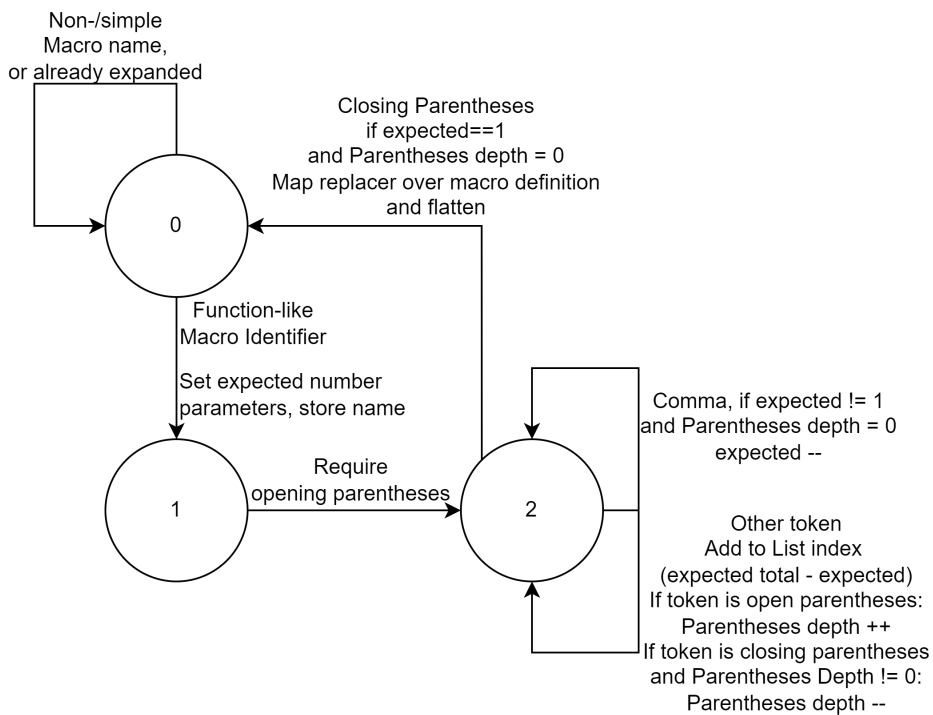 Non-/simple
Macro name,
or already expanded
Closing Parentheses
if expected==1
and Parentheses depth = 0
Map replacer over macro definition
and flatten
0
Function-like
Macro Identifier
Set expected number
parameters, store name
Comma, if expected != 1
and Parentheses depth = 0
expected --
Require
opening parentheses
1
2
Other token
Add to List index
(expected total - expected)
If token is open parentheses:
Parentheses depth ++
If token is closing parentheses
and Parentheses Depth != 0:
Parentheses depth --